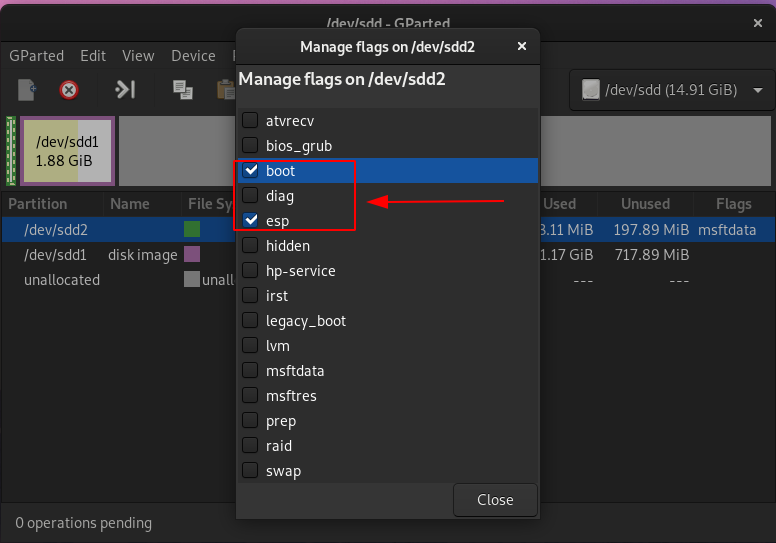 /dev/sdd - GParted
Manage flags on /dev/sdd2
GParted Edit View Device
Manage flags on /dev/sdd2
/dev/sdd (14.91 GiB)
atvrecv
/dev/sdd1
1.88 GiB
bios_grub
boot
diag
esp
hidden
hp-service
irst
legacy_boot
lvm
msftdata
msftres
prep
raid
swap
Partition Name File Sy Used Unused Flags
/dev/sdd2 3.11 MiB 197.89 MiB msftdata
/dev/sdd1 disk image 1.17 GiB 717.89 MiB
unallocated unall --- ---
Close
0 operations pending